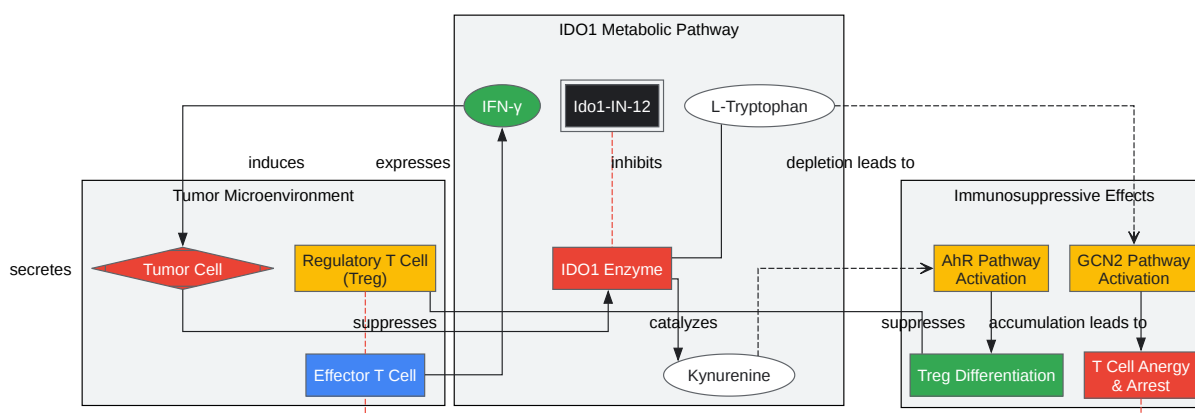 IDO1 Metabolic Pathway
IFN-γ
Ido1-IN-12
L-Tryptophan
induces
expresses
inhibits
depletion leads to
Tumor Microenvironment
Immunosuppressive Effects
secretes
Tumor Cell
Regulatory T Cell
(Treg)
IDO1 Enzyme
AhR Pathway
Activation
GCN2 Pathway
Activation
suppresses
catalyzes
suppresses
accumulation leads to
Effector T Cell
Kynurenine
Treg Differentiation
T Cell Anergy
& Arrest